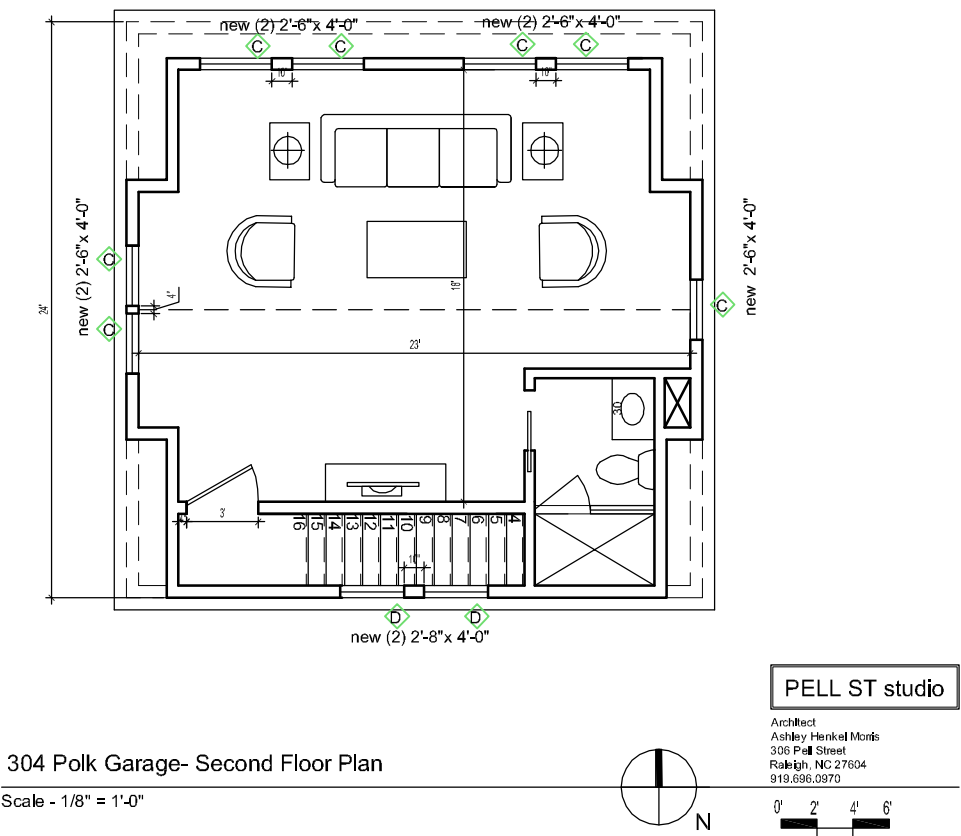 new (2) 2'-6"x 4'-0"
new (2) 2'-6"x 4'-0"
C
C
C
C
16"
16"
24'
new (2) 2'-6"x 4'-0"
C
C
4'
18'
23'
C
new 2'-6"x 4'-0"
30
3'
16
15
14
13
12
11
10
9
8
7
6
5
4
10"
D
D
new (2) 2'-8"x 4'-0"
PELL ST studio
Architect
Ashley Henkel Morris
306 Pell Street
Raleigh, NC 27604
919.696.0970
304 Polk Garage- Second Floor Plan
Scale - 1/8" = 1'-0"
N
0' 2' 4' 6'